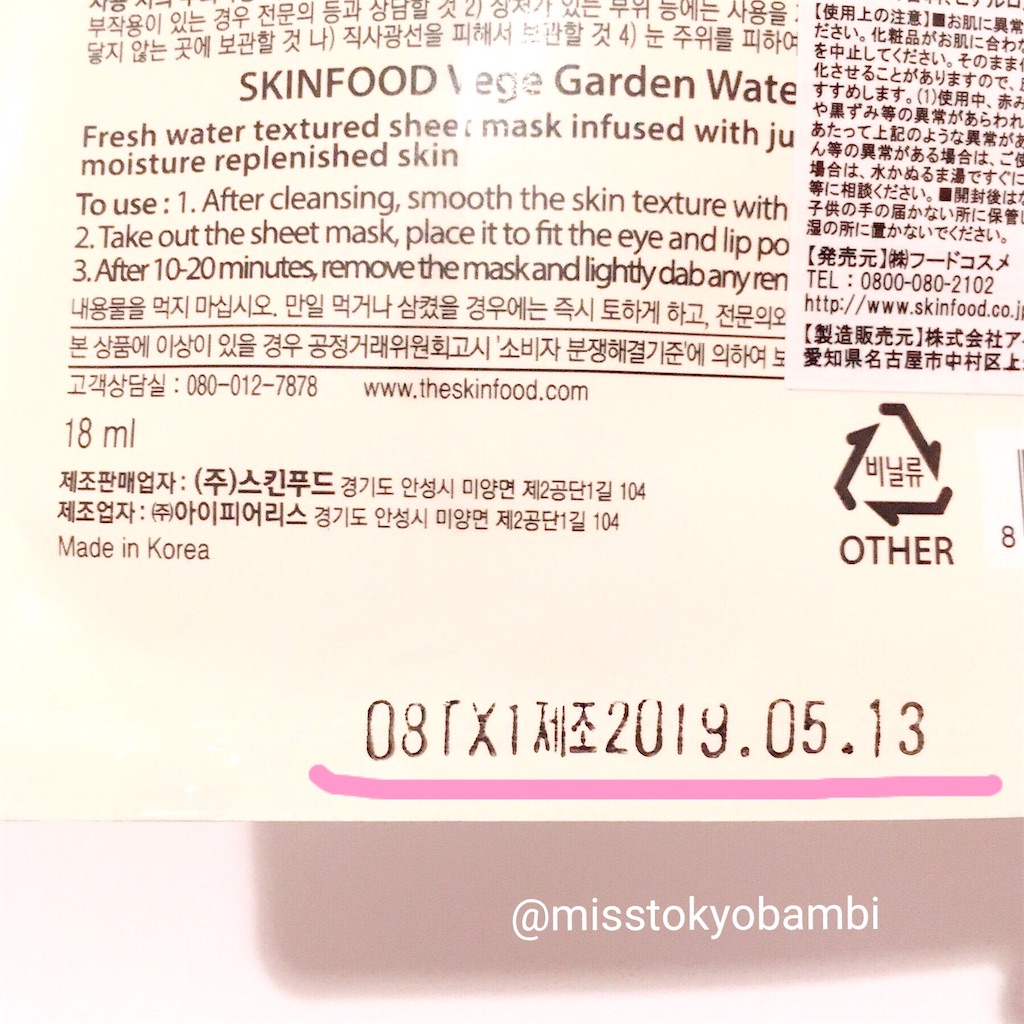 부작용이 있는 경우 전문의 등과 상담할 것 2) 상처가 있는 부위 등에는 사용을
닿지 않는 곳에 보관할 것 나) 직사광선을 피해서 보관할 것 4) 눈 주위를 피하여
SKINFOOD Vege Garden Wate
Fresh water textured sheet mask infused with ju
moisture replenished skin
To use : 1. After cleansing, smooth the skin texture with
2. Take out the sheet mask, place it to fit the eye and lip po
3. After 10-20 minutes, remove the mask and lightly dab any ren
내용물을 먹지 마십시오. 만일 먹거나 삼켰을 경우에는 즉시 토하게 하고, 전문의와
본 상품에 이상이 있을 경우 공정거래위원회고시 '소비자 분쟁해결기준'에 의하여 보
고객상담실 : 080-012-7878 www.theskinfood.com
18 ml
제조판매업자: (주)스킨푸드 경기도 안성시 미양면 제2공단1길 104
제조업자: ㈜아이피어리스 경기도 안성시 미양면 제2공단1길 104
Made in Korea
【使用上の注意】■お肌に異常
ださい。化粧品がお肌に合わな
を中止してください。そのまま
化させることがありますので、
すすめします。(1)使用中、赤み
や黒ずみ等の異常があらわれ
あたって上記のような異常があ
ん等の異常がある場合は、ご使
場合は、水かぬるま湯ですぐに
等に相談ください。■開封後は
子供の手の届かない所に保管
湿の所に置かないでください。
【発売元】㈱フードコスメ
TEL : 0800-080-2102
http://www.skinfood.co.j
【製造販売元】株式会社ア
愛知県名古屋市中村区上
비닐류
OTHER
8
08TX1제조2019.05.13
@misstokyobambi